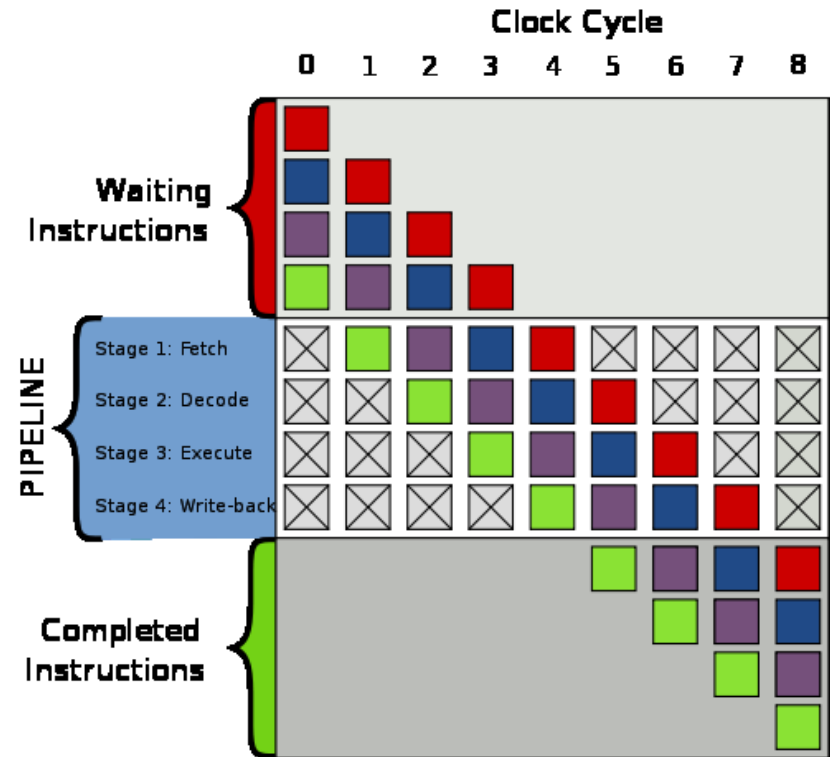 Clock Cycle
0 1 2 3 4 5 6 7 8
Waiting
Instructions
PIPELINE
Stage 1: Fetch
Stage 2: Decode
Stage 3: Execute
Stage 4: Write-back
Completed
Instructions